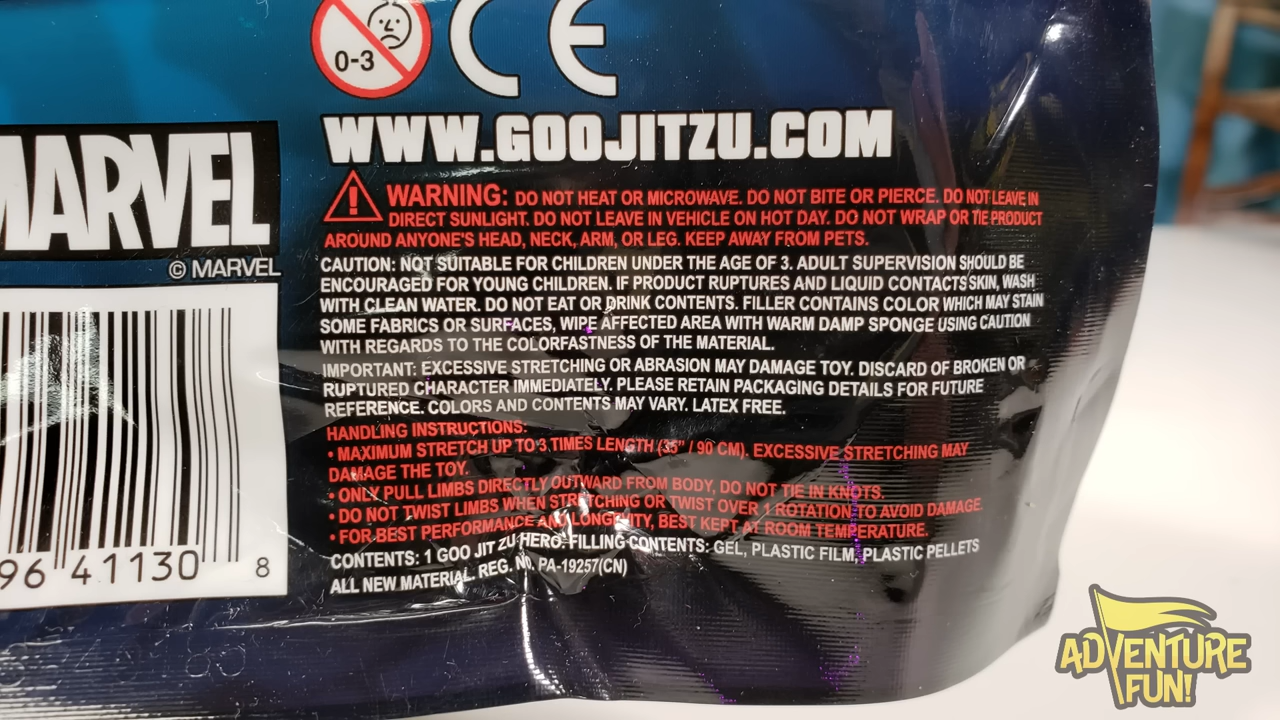 0-3
CE
WWW.GOOJITZU.COM
MARVEL
© MARVEL
WARNING: DO NOT HEAT OR MICROWAVE. DO NOT BITE OR PIERCE. DO NOT LEAVE IN
DIRECT SUNLIGHT. DO NOT LEAVE IN VEHICLE ON HOT DAY. DO NOT WRAP OR TIE PRODUCT
AROUND ANYONE'S HEAD, NECK, ARM, OR LEG. KEEP AWAY FROM PETS.
CAUTION: NOT SUITABLE FOR CHILDREN UNDER THE AGE OF 3. ADULT SUPERVISION SHOULD BE
ENCOURAGED FOR YOUNG CHILDREN. IF PRODUCT RUPTURES AND LIQUID CONTACTS SKIN, WASH
WITH CLEAN WATER. DO NOT EAT OR DRINK CONTENTS. FILLER CONTAINS COLOR WHICH MAY STAIN
SOME FABRICS OR SURFACES, WIPE AFFECTED AREA WITH WARM DAMP SPONGE USING CAUTION
WITH REGARDS TO THE COLORFASTNESS OF THE MATERIAL.
IMPORTANT: EXCESSIVE STRETCHING OR ABRASION MAY DAMAGE TOY. DISCARD OF BROKEN OR
RUPTURED CHARACTER IMMEDIATELY. PLEASE RETAIN PACKAGING DETAILS FOR FUTURE
REFERENCE. COLORS AND CONTENTS MAY VARY. LATEX FREE.
HANDLING INSTRUCTIONS:
• MAXIMUM STRETCH UP TO 3 TIMES LENGTH (35" / 90 CM). EXCESSIVE STRETCHING MAY
DAMAGE THE TOY.
• ONLY PULL LIMBS DIRECTLY OUTWARD FROM BODY, DO NOT TIE IN KNOTS.
• DO NOT TWIST LIMBS WHEN STRETCHING OR TWIST OVER 1 ROTATION TO AVOID DAMAGE.
• FOR BEST PERFORMANCE AND LONGEVITY, BEST KEPT AT ROOM TEMPERATURE.
CONTENTS: 1 GOO JIT ZU HERO. FILLING CONTENTS: GEL, PLASTIC FILM, PLASTIC PELLETS
ALL NEW MATERIAL. REG. NO. PA-19257(CN)
96 41130 8
ADVENTURE
FUN!